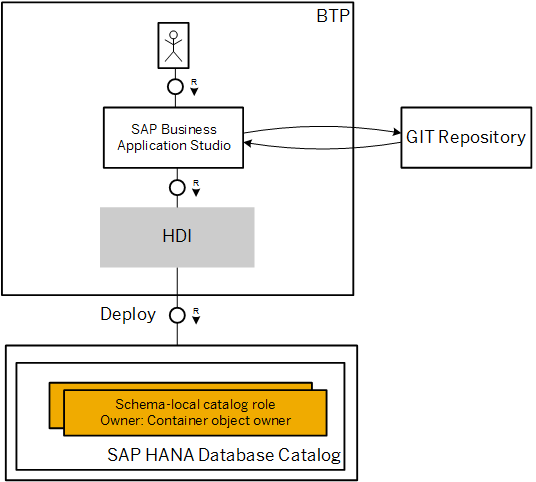 BTP
R
SAP Business
Application Studio
GIT Repository
R
HDI
Deploy
R
Schema-local catalog role
Owner: Container object owner
SAP HANA Database Catalog